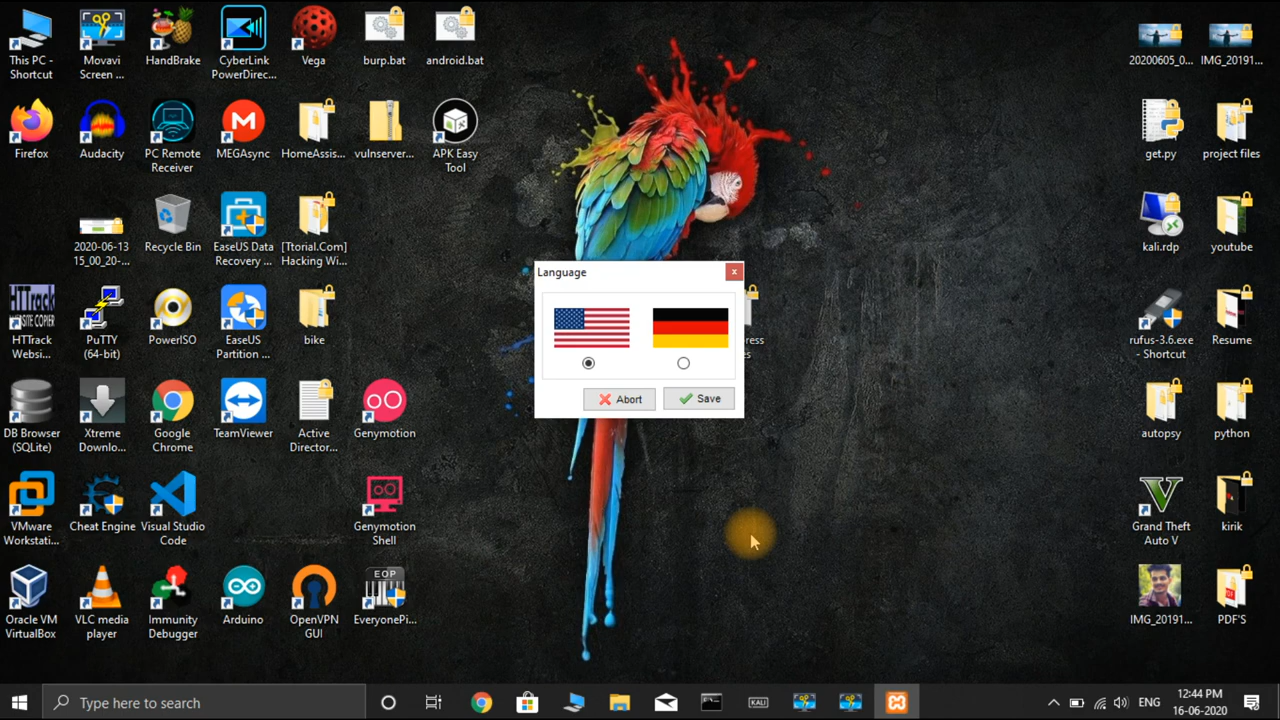 This PC -
Shortcut
Movavi
Screen ...
HandBrake
CyberLink
PowerDirec...
Vega
burp.bat
android.bat
20200605_0...
IMG_20191...
Firefox
Audacity
PC Remote
Receiver
MEGAsync
HomeAssis...
vulnserver...
APK Easy
Tool
get.py
project files
2020-06-13
15_00_20-...
Recycle Bin
EaseUS Data
Recovery ...
[Ttorial.Com]
Hacking Wi...
kali.rdp
youtube
Language
Abort
Save
HTTrack
WEBSITE COPIER
HTTrack
Websi...
PuTTY
(64-bit)
PowerISO
EaseUS
Partition ...
bike
rufus-3.6.exe
- Shortcut
Resume
DB Browser
(SQLite)
Xtreme
Downlo...
Google
Chrome
TeamViewer
Active
Director...
Genymotion
autopsy
python
VMware
Workstati...
Cheat Engine
Visual Studio
Code
Genymotion
Shell
Grand Theft
Auto V
kirik
EOP
Oracle VM
VirtualBox
VLC media
player
Immunity
Debugger
Arduino
OpenVPN
GUI
EveryonePi...
IMG_20191...
PDF'S
Type here to search
KALI
ENG
12:44 PM
16-06-2020